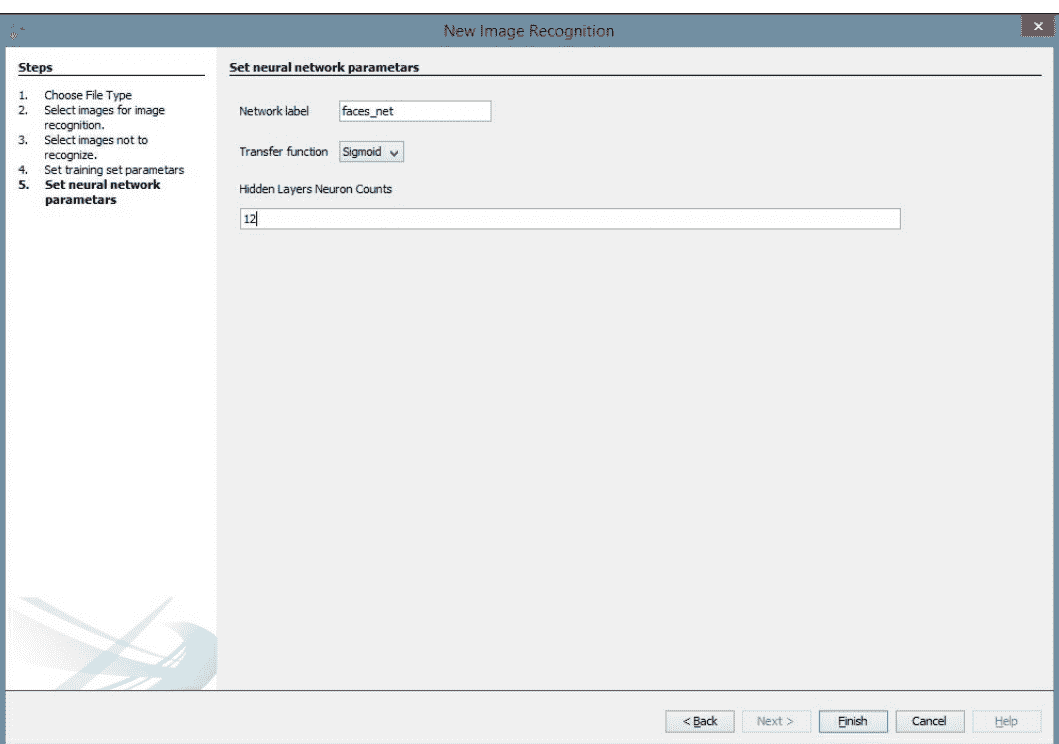 New Image Recognition
Steps
1. Choose File Type
2. Select images for image
recognition.
3. Select images not to
recognize.
4. Set training set parametars
5. Set neural network
parametars
Set neural network parametars
Network label faces_net
Transfer function Sigmoid
Hidden Layers Neuron Counts
12
< Back Next > Finish Cancel Help